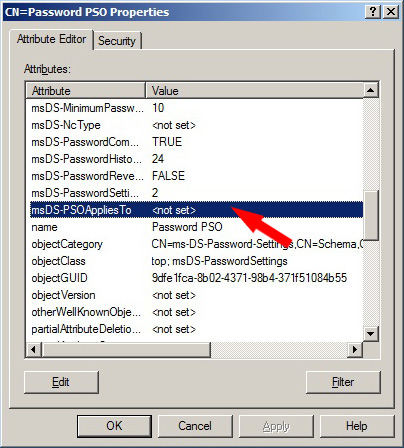 CN=Password PSO Properties
Attribute Editor Security
Attributes:
Attribute Value
msDS-MinimumPassw... 10
msDS-NcType <not set>
msDS-PasswordCom... TRUE
msDS-PasswordHisto... 24
msDS-PasswordReve... FALSE
msDS-PasswordSetti... 2
msDS-PSOAppliesTo <not set>
name Password PSO
objectCategory CN=ms-DS-Password-Settings,CN=Schema,C
objectClass top; msDS-PasswordSettings
objectGUID 9dfe1fca-8b02-4371-98b4-371f51084b55
objectVersion <not set>
otherWellKnownObje... <not set>
partialAttributeDeletio... <not set>
Edit Filter
OK Cancel Apply Help